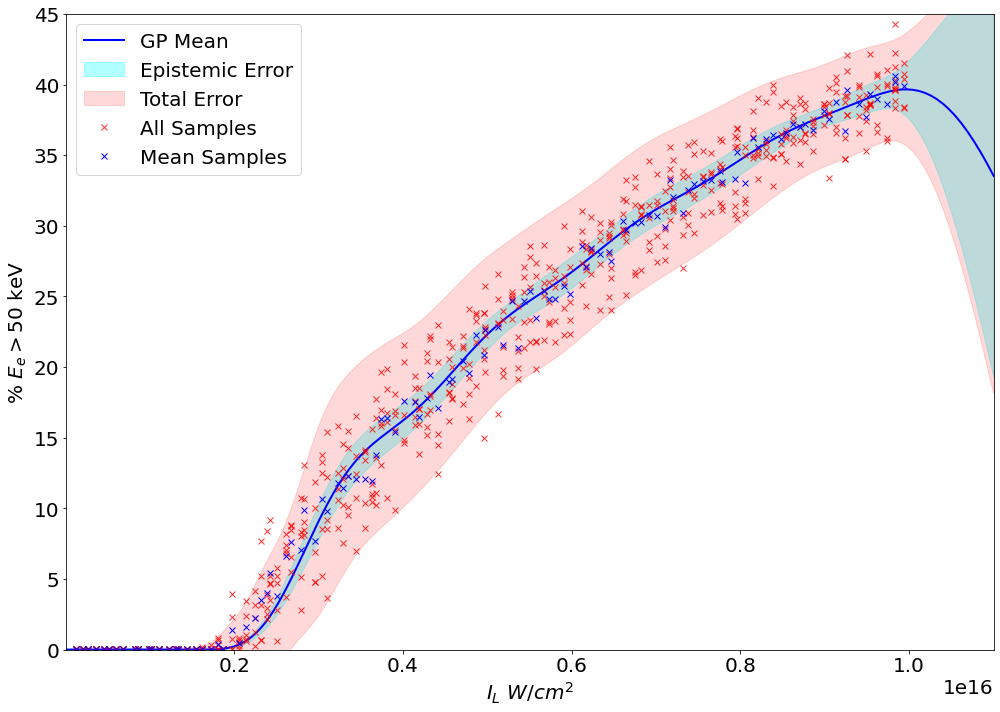 45
40
35
30
25
20
15
10
5
0
% E_e > 50 keV
GP Mean
Epistemic Error
Total Error
All Samples
Mean Samples
0.2 0.4 0.6 0.8 1.0
1e16
I_L W/cm^2